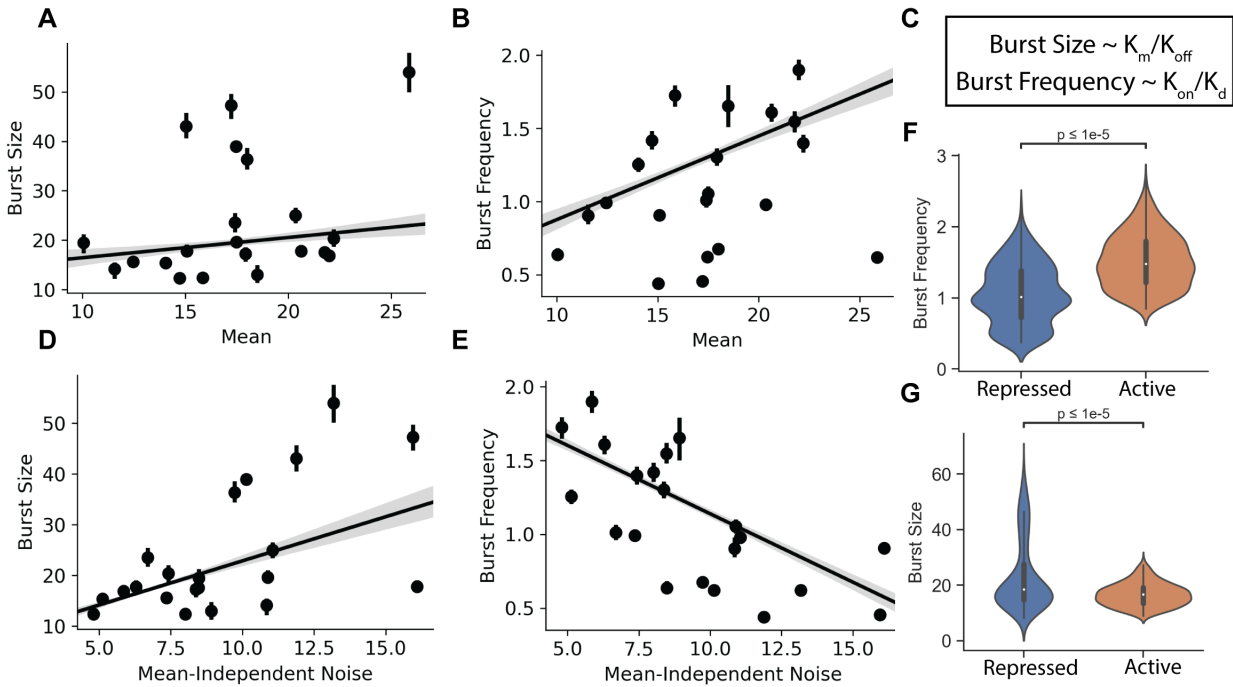 A
Burst Size
50
40
30
20
10
10
15
20
25
Mean
B
Burst Frequency
2.0
1.5
1.0
0.5
10
15
20
25
Mean
C
Burst Size ~ Km/Koff
Burst Frequency ~ Kon/Kd
F
p ≤ 1e-5
Burst Frequency
3
2
1
0
Repressed
Active
D
Burst Size
50
40
30
20
10
5.0
7.5
10.0
12.5
15.0
Mean-Independent Noise
E
Burst Frequency
2.0
1.5
1.0
0.5
5.0
7.5
10.0
12.5
15.0
Mean-Independent Noise
G
p ≤ 1e-5
Burst Size
60
40
20
0
Repressed
Active